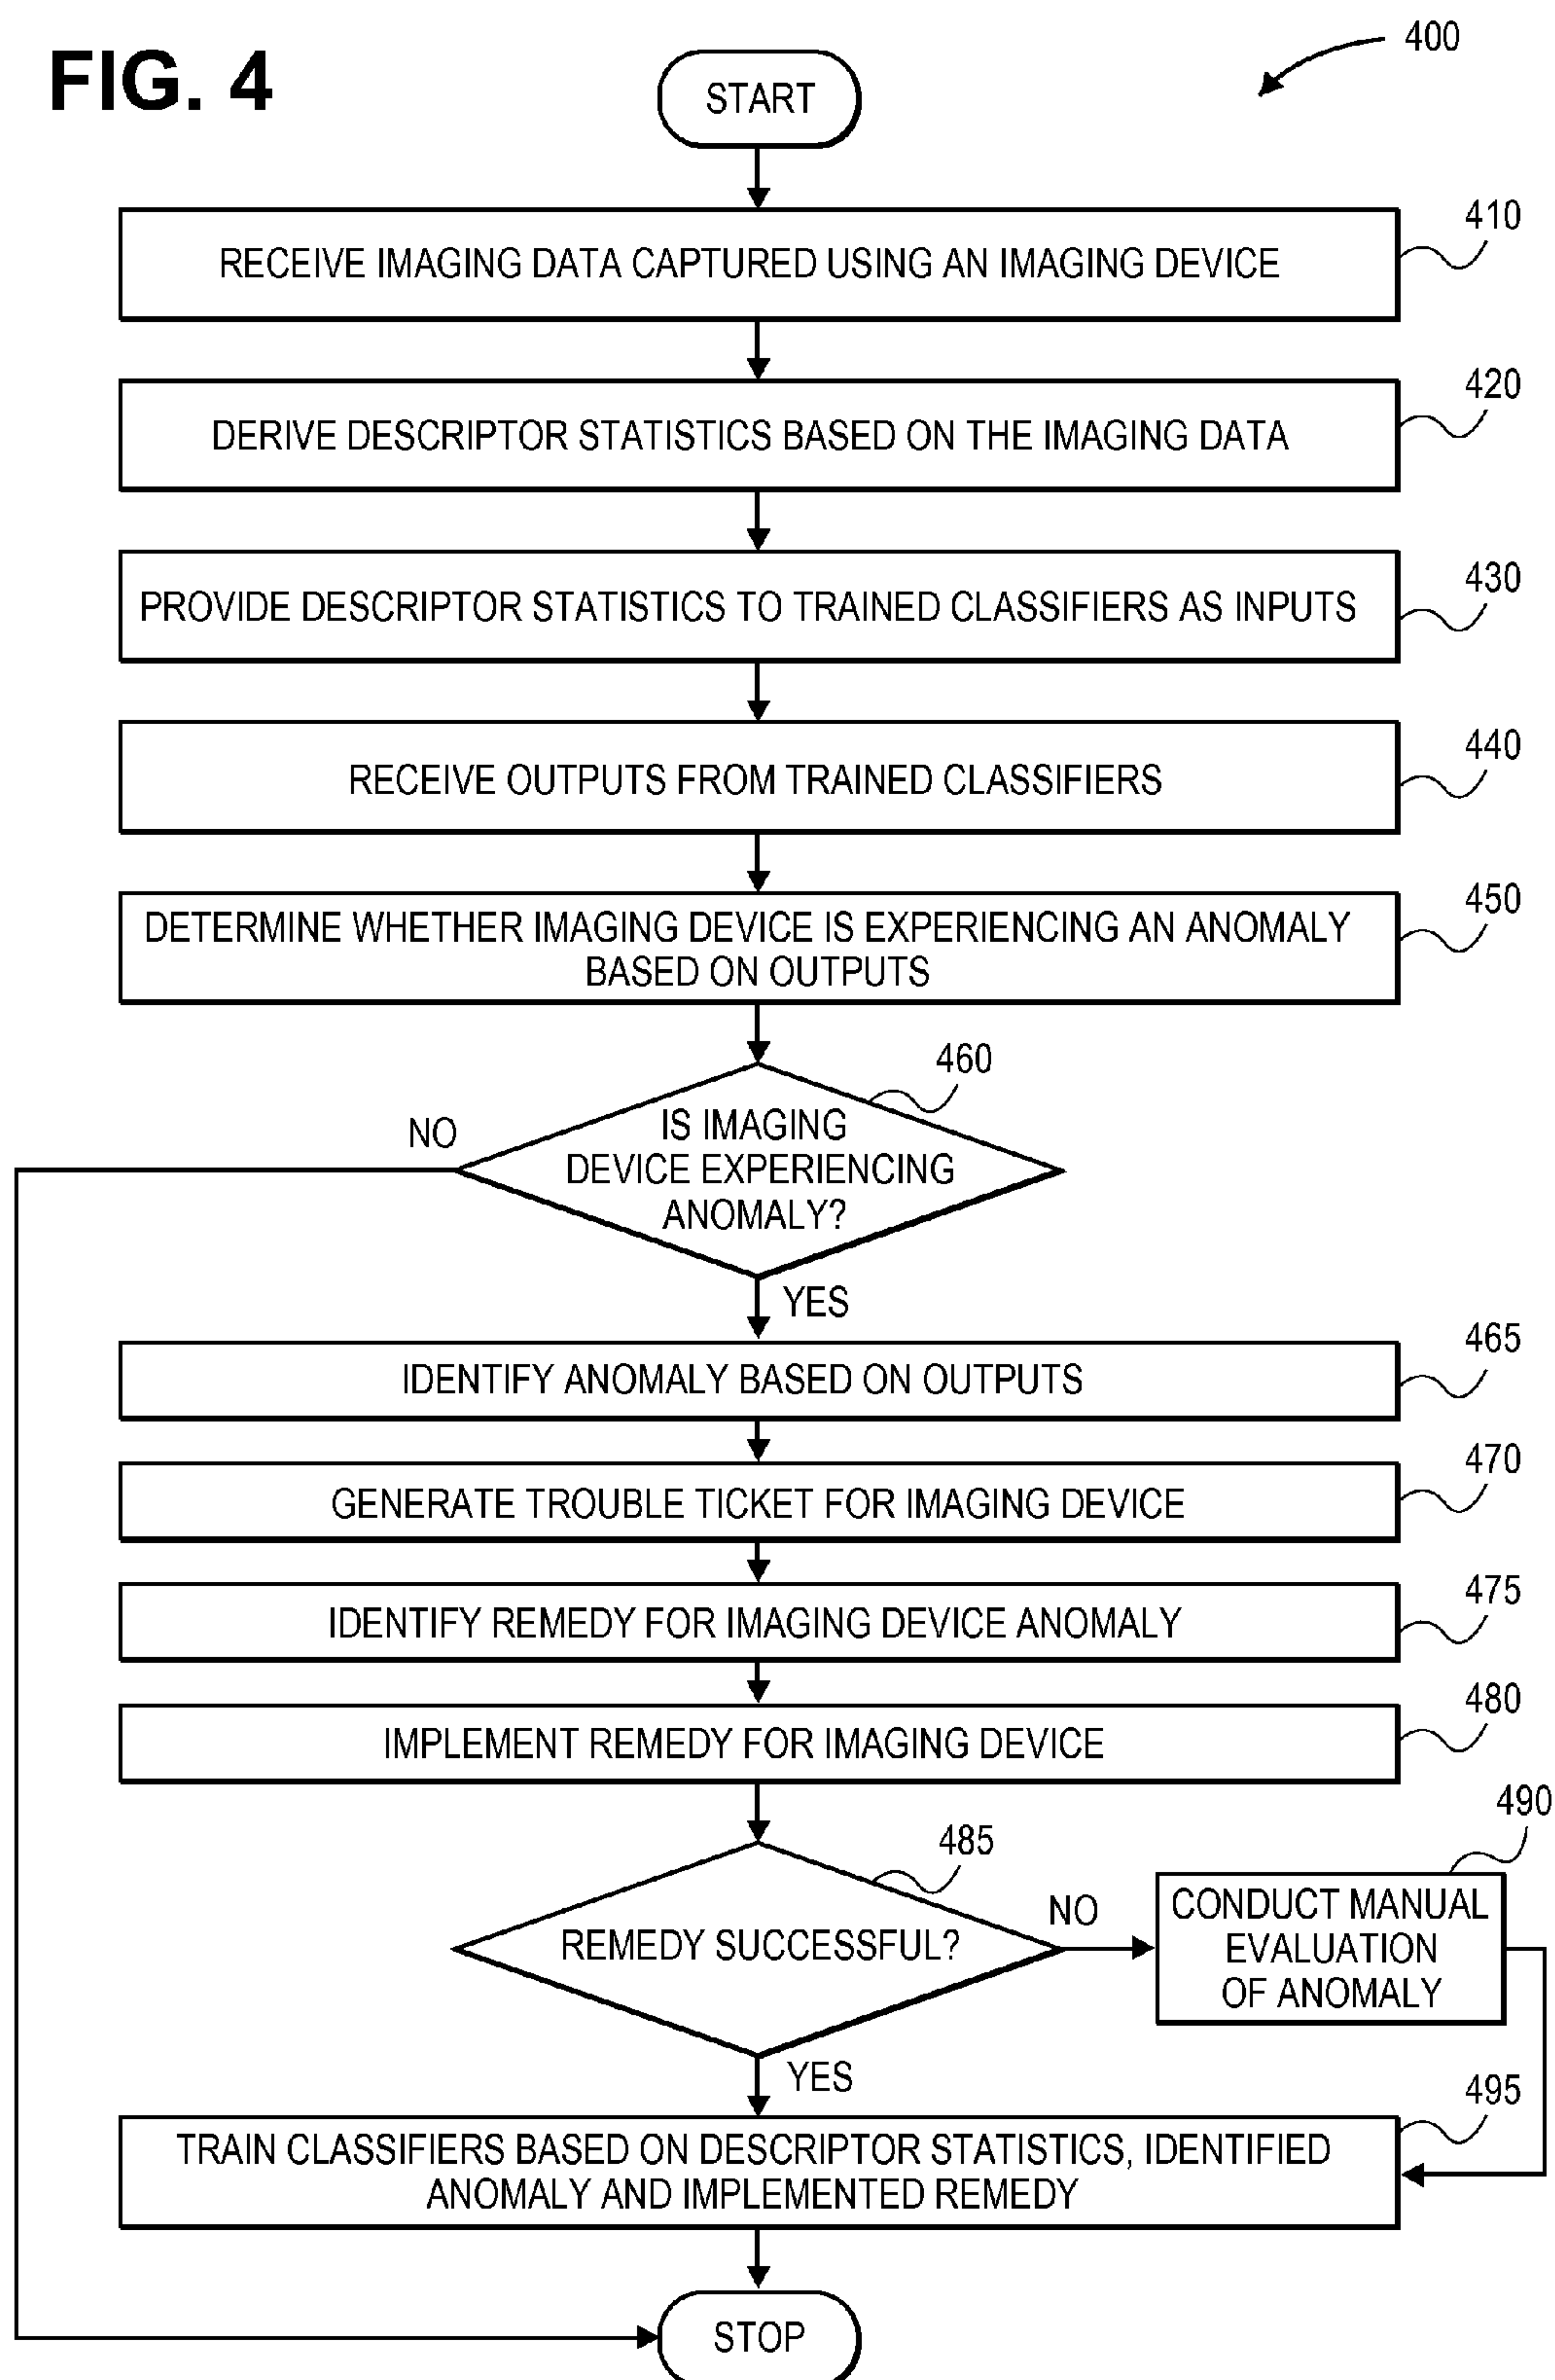 FIG. 4
400
START
410
RECEIVE IMAGING DATA CAPTURED USING AN IMAGING DEVICE
420
DERIVE DESCRIPTOR STATISTICS BASED ON THE IMAGING DATA
430
PROVIDE DESCRIPTOR STATISTICS TO TRAINED CLASSIFIERS AS INPUTS
440
RECEIVE OUTPUTS FROM TRAINED CLASSIFIERS
450
DETERMINE WHETHER IMAGING DEVICE IS EXPERIENCING AN ANOMALY
BASED ON OUTPUTS
460
NO
IS IMAGING
DEVICE EXPERIENCING
ANOMALY?
YES
465
IDENTIFY ANOMALY BASED ON OUTPUTS
470
GENERATE TROUBLE TICKET FOR IMAGING DEVICE
475
IDENTIFY REMEDY FOR IMAGING DEVICE ANOMALY
480
IMPLEMENT REMEDY FOR IMAGING DEVICE
485
REMEDY SUCCESSFUL?
NO
490
CONDUCT MANUAL
EVALUATION
OF ANOMALY
YES
495
TRAIN CLASSIFIERS BASED ON DESCRIPTOR STATISTICS, IDENTIFIED
ANOMALY AND IMPLEMENTED REMEDY
STOP